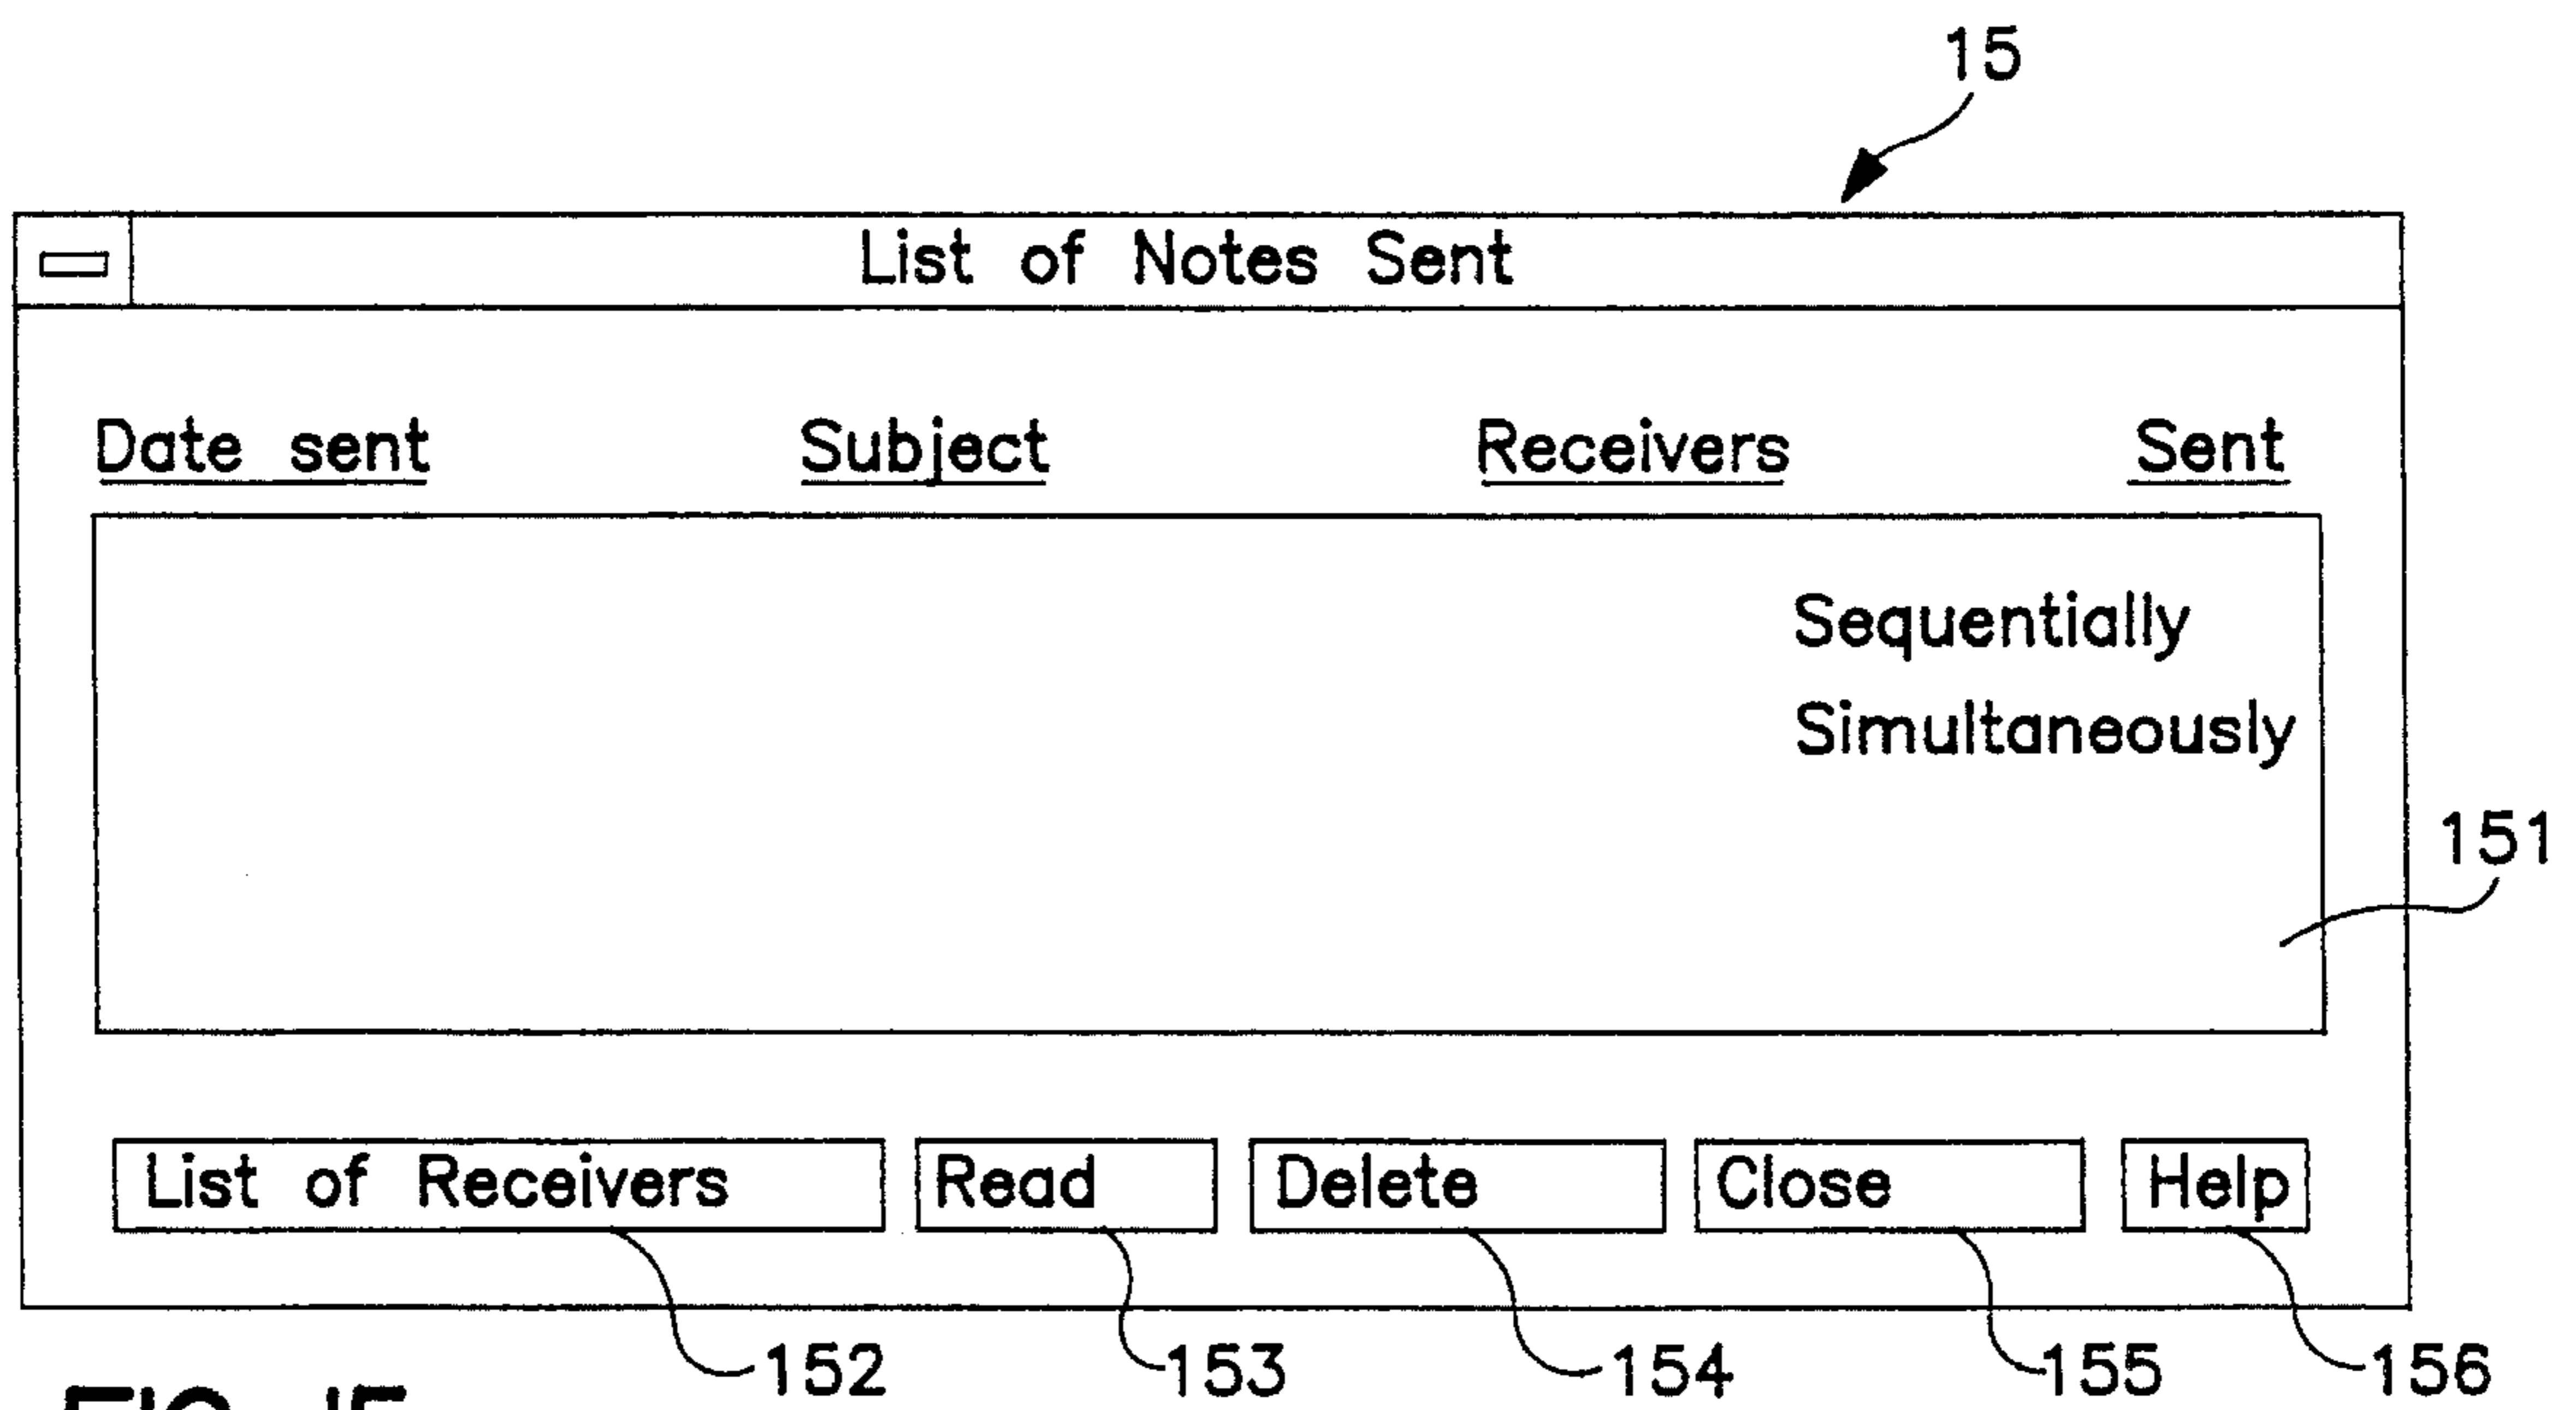 15
List of Notes Sent
Date sent Subject Receivers Sent
Sequentially
Simultaneously
151
List of Receivers Read Delete Close Help
152 153 154 155 156